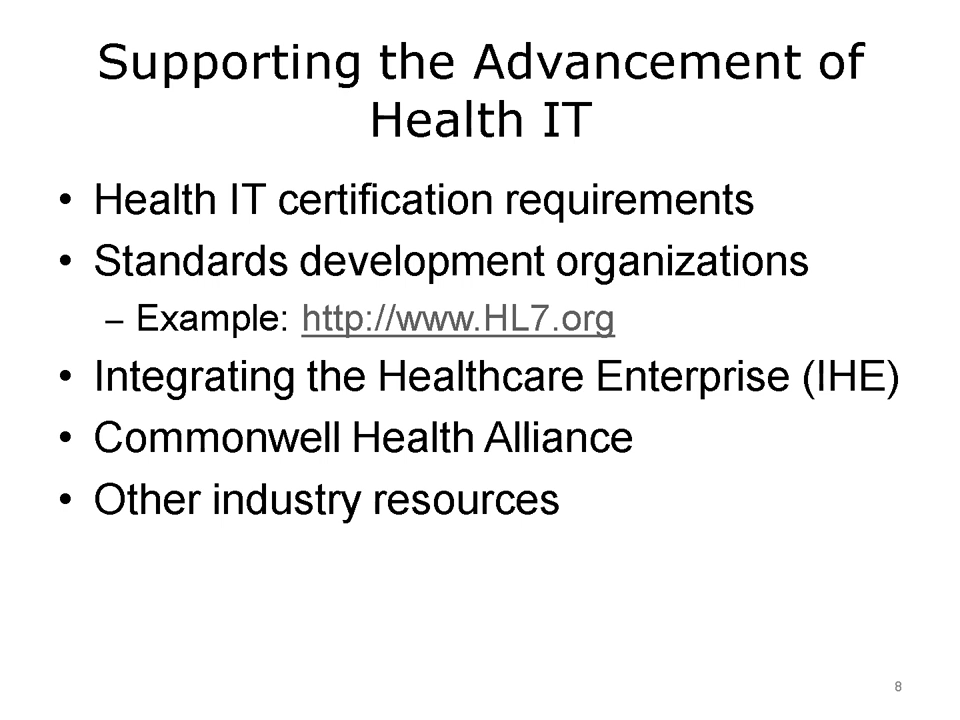 Supporting the Advancement of
Health IT
• Health IT certification requirements
• Standards development organizations
– Example: http://www.HL7.org
• Integrating the Healthcare Enterprise (IHE)
• Commonwell Health Alliance
• Other industry resources
8